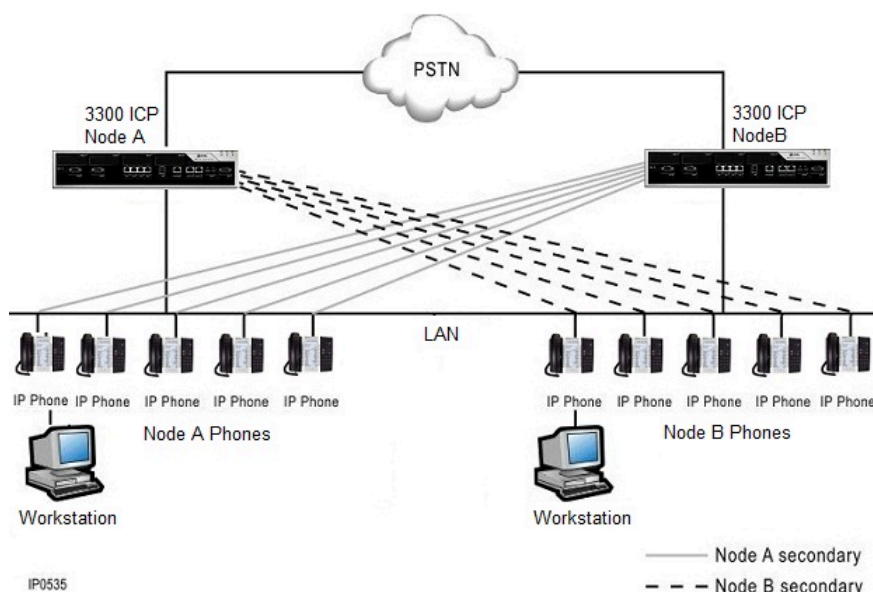 PSTN
3300 ICP
Node A
3300 ICP
NodeB
LAN
IP Phone IP Phone IP Phone IP Phone IP Phone
IP Phone IP Phone IP Phone IP Phone IP Phone
Node A Phones
Node B Phones
Workstation
Workstation
Node A secondary
Node B secondary
IP0535